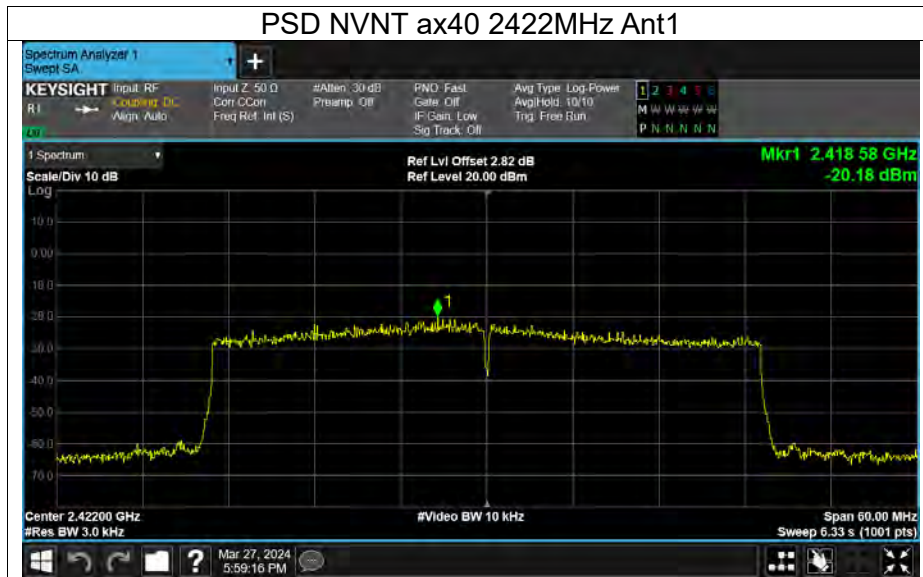 PSD NVNT ax40 2422MHz Ant1
Spectrum Analyzer 1
Swept SA
+
KEYSIGHT
Input: RF
Coupling: DC
Align: Auto
Input Z: 50 Ω
Corr CCorr
Freq Ref: Int (S)
#Atten: 30 dB
Preamp: Off
PNO: Fast
Gate: Off
IF Gain: Low
Sig Track: Off
Avg Type: Log-Power
Avg|Hold: 10/10
Trig: Free Run
1 2 3 4 5 6
M W W W W W
P N N N N N
1 Spectrum
Scale/Div 10 dB
Log
Ref Lvl Offset 2.82 dB
Ref Level 20.00 dBm
Mkr1 2.418 58 GHz
-20.18 dBm
10.0
0.00
-10.0
-20.0
-30.0
-40.0
-50.0
-60.0
-70.0
1
Center 2.42200 GHz
#Res BW 3.0 kHz
#Video BW 10 kHz
Span 60.00 MHz
Sweep 6.33 s (1001 pts)
?
Mar 27, 2024
5:59:16 PM